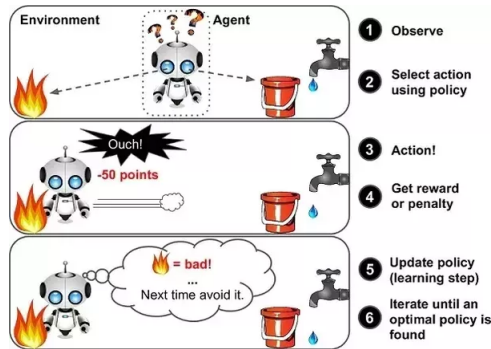 Environment
Agent
? ? ?
1 Observe
2 Select action
using policy
Ouch!
-50 points
3 Action!
4 Get reward
or penalty
= bad!
...
Next time avoid it.
5 Update policy
(learning step)
6 Iterate until an
optimal policy is
found